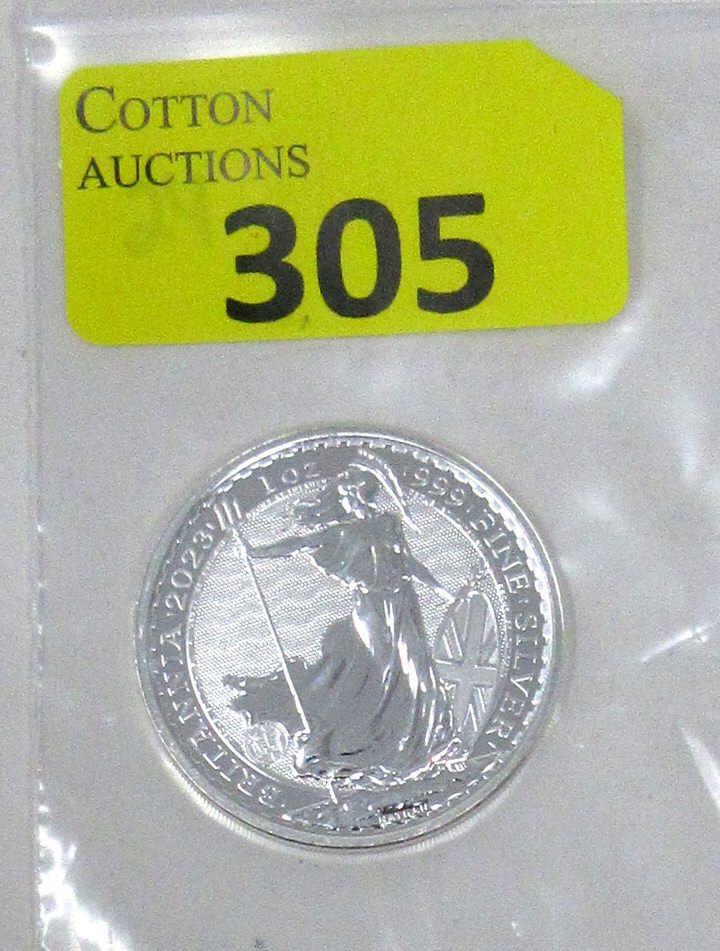 COTTON
AUCTIONS
305
BRITANNIA · 2023
1 OZ
999 · FINE · SILVER